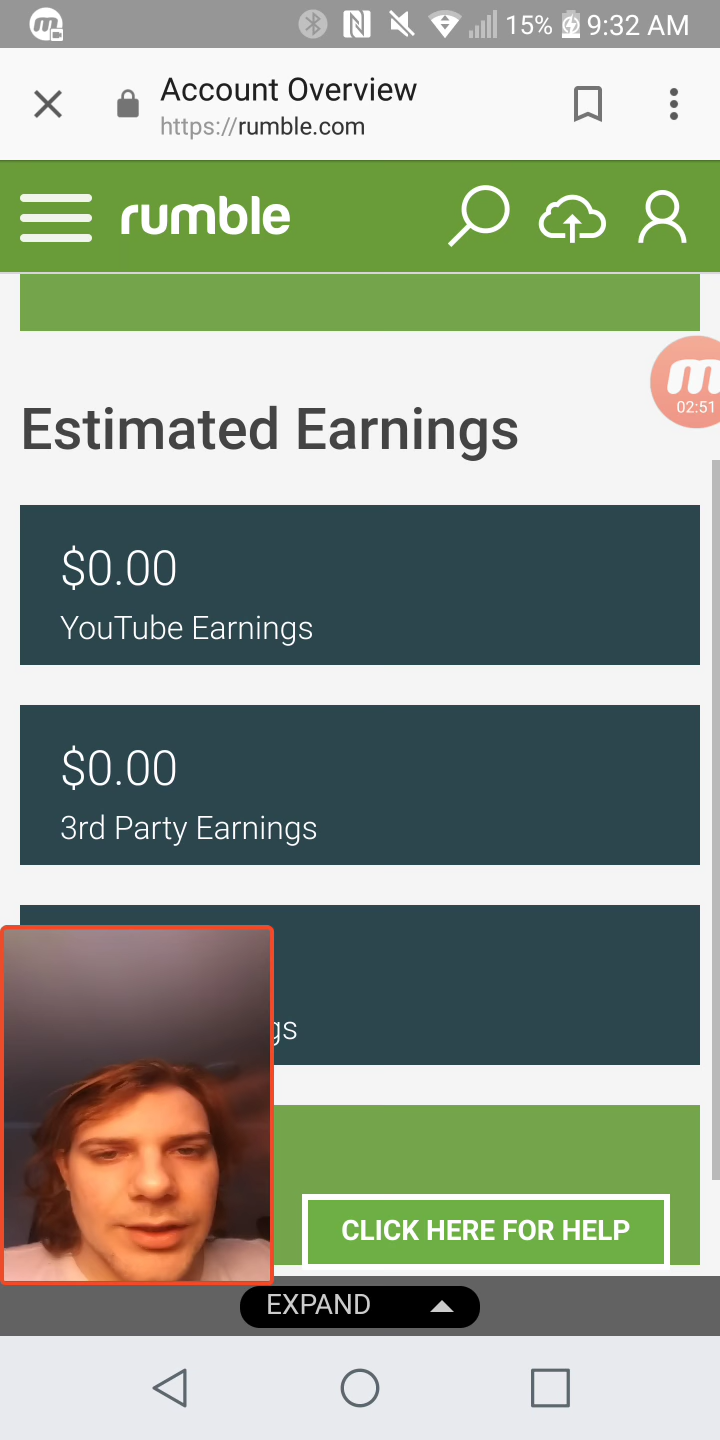 15% 9:32 AM
Account Overview
https://rumble.com
rumble
02:51
Estimated Earnings
$0.00
YouTube Earnings
$0.00
3rd Party Earnings
gs
CLICK HERE FOR HELP
EXPAND